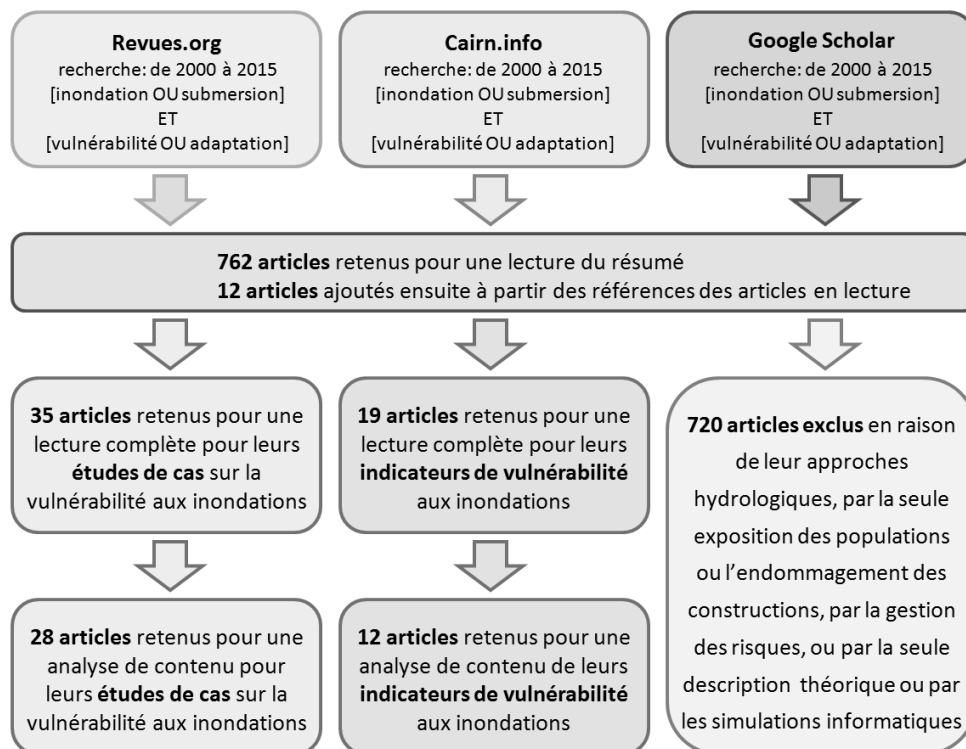 Revues.org
recherche: de 2000 à 2015
[inondation OU submersion]
ET
[vulnérabilité OU adaptation]
Cairn.info
recherche: de 2000 à 2015
[inondation OU submersion]
ET
[vulnérabilité OU adaptation]
Google Scholar
recherche: de 2000 à 2015
[inondation OU submersion]
ET
[vulnérabilité OU adaptation]
762 articles retenus pour une lecture du résumé
12 articles ajoutés ensuite à partir des références des articles en lecture
35 articles retenus pour une
lecture complète pour leurs
études de cas sur la
vulnérabilité aux inondations
19 articles retenus pour une
lecture complète pour leurs
indicateurs de vulnérabilité
aux inondations
720 articles exclus en raison
de leur approches
hydrologiques, par la seule
exposition des populations
ou l'endommagement des
constructions, par la gestion
des risques, ou par la seule
description théorique ou par
les simulations informatiques
28 articles retenus pour une
analyse de contenu pour
leurs études de cas sur la
vulnérabilité aux inondations
12 articles retenus pour une
analyse de contenu de leurs
indicateurs de vulnérabilité
aux inondations